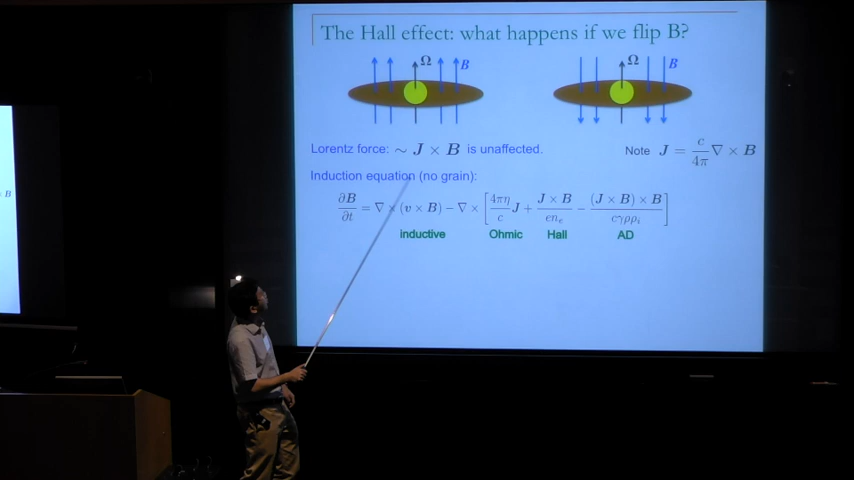 The Hall effect: what happens if we flip B?
Ω B Ω B
Lorentz force: ~ J × B is unaffected. Note J = c/4π ∇ × B
Induction equation (no grain):
∂B/∂t = ∇ × (v × B) − ∇ × [4πη/c J + J × B/en_e − (J × B) × B/cγρρ_i]
inductive Ohmic Hall AD
B